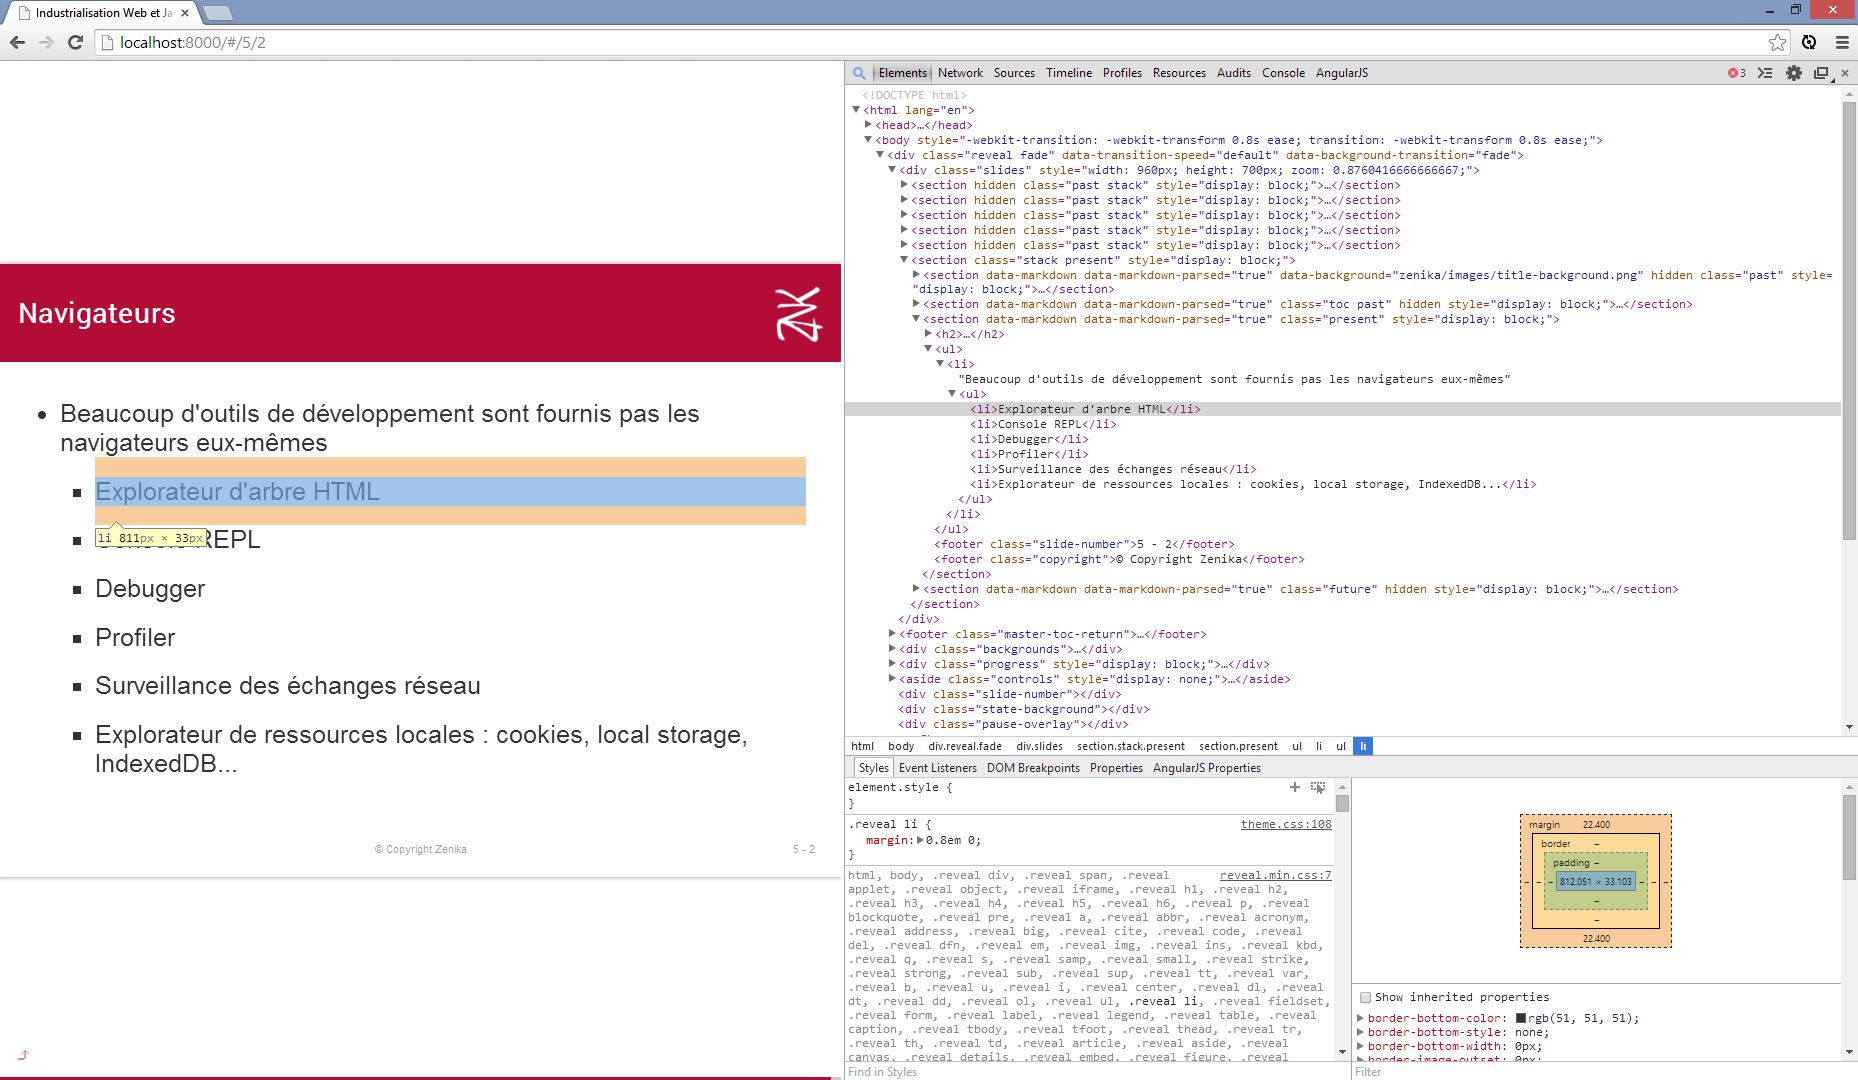 Industrialisation Web et Ja
localhost:8000/#/5/2
Navigateurs
Beaucoup d'outils de développement sont fournis pas les
navigateurs eux-mêmes
Explorateur d'arbre HTML
li 811px × 33px
REPL
Debugger
Profiler
Surveillance des échanges réseau
Explorateur de ressources locales : cookies, local storage,
IndexedDB...
© Copyright Zenika
5 - 2
Elements Network Sources Timeline Profiles Resources Audits Console AngularJS
3
<!DOCTYPE html>
<html lang="en">
<head>…</head>
<body style="-webkit-transition: -webkit-transform 0.8s ease; transition: -webkit-transform 0.8s ease;">
<div class="reveal fade" data-transition-speed="default" data-background-transition="fade">
<div class="slides" style="width: 960px; height: 700px; zoom: 0.8760416666666667;">
<section hidden class="past stack" style="display: block;">…</section>
<section hidden class="past stack" style="display: block;">…</section>
<section hidden class="past stack" style="display: block;">…</section>
<section hidden class="past stack" style="display: block;">…</section>
<section hidden class="past stack" style="display: block;">…</section>
<section class="stack present" style="display: block;">
<section data-markdown data-markdown-parsed="true" data-background="zenika/images/title-background.png" hidden class="past" style=
"display: block;">…</section>
<section data-markdown data-markdown-parsed="true" class="toc past" hidden style="display: block;">…</section>
<section data-markdown data-markdown-parsed="true" class="present" style="display: block;">
<h2>…</h2>
<ul>
<li>
"Beaucoup d'outils de développement sont fournis pas les navigateurs eux-mêmes"
<ul>
<li>Explorateur d'arbre HTML</li>
<li>Console REPL</li>
<li>Debugger</li>
<li>Profiler</li>
<li>Surveillance des échanges réseau</li>
<li>Explorateur de ressources locales : cookies, local storage, IndexedDB...</li>
</ul>
</li>
</ul>
<footer class="slide-number">5 - 2</footer>
<footer class="copyright">© Copyright Zenika</footer>
</section>
<section data-markdown data-markdown-parsed="true" class="future" hidden style="display: block;">…</section>
</section>
</div>
<footer class="master-toc-return">…</footer>
<div class="backgrounds">…</div>
<div class="progress" style="display: block;">…</div>
<aside class="controls" style="display: none;">…</aside>
<div class="slide-number"></div>
<div class="state-background"></div>
<div class="pause-overlay"></div>
html body div.reveal.fade div.slides section.stack.present section.present ul li ul li
Styles Event Listeners DOM Breakpoints Properties AngularJS Properties
element.style {
}
.reveal li { theme.css:108
margin: 0.8em 0;
}
html, body, .reveal div, .reveal span, .reveal reveal.min.css:7
applet, .reveal object, .reveal iframe, .reveal h1, .reveal h2,
.reveal h3, .reveal h4, .reveal h5, .reveal h6, .reveal p, .reveal
blockquote, .reveal pre, .reveal a, .reveal abbr, .reveal acronym,
.reveal address, .reveal big, .reveal cite, .reveal code, .reveal
del, .reveal dfn, .reveal em, .reveal img, .reveal ins, .reveal kbd,
.reveal q, .reveal s, .reveal samp, .reveal small, .reveal strike,
.reveal strong, .reveal sub, .reveal sup, .reveal tt, .reveal var,
.reveal b, .reveal u, .reveal i, .reveal center, .reveal dl, .reveal
dt, .reveal dd, .reveal ol, .reveal ul, .reveal li, .reveal fieldset,
.reveal form, .reveal label, .reveal legend, .reveal table, .reveal
caption, .reveal tbody, .reveal tfoot, .reveal thead, .reveal tr,
.reveal th, .reveal td, .reveal article, .reveal aside, .reveal
canvas, .reveal details, .reveal embed, .reveal figure, .reveal
Find in Styles
margin 22.400
border –
padding –
– – – 812.051 × 33.103 – – –
–
–
22.400
Show inherited properties
border-bottom-color: rgb(51, 51, 51);
border-bottom-style: none;
border-bottom-width: 0px;
border-image-outset: 0px;
Filter